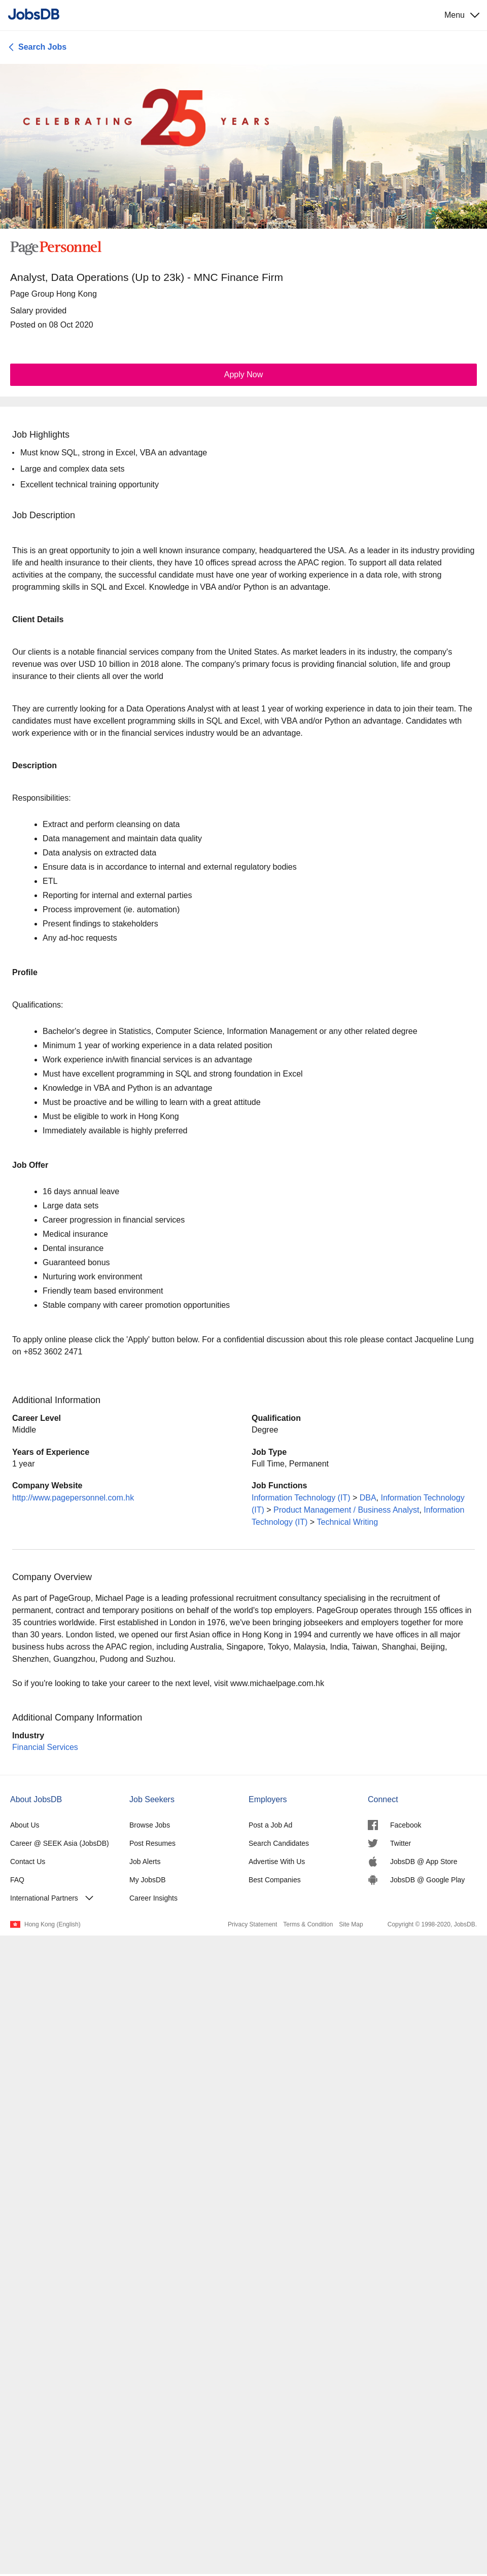 JobsDB
Menu
Search Jobs
CELEBRATING 25 YEARS
PagePersonnel
Analyst, Data Operations (Up to 23k) - MNC Finance Firm
Page Group Hong Kong
Salary provided
Posted on 08 Oct 2020
Apply Now
Job Highlights
• Must know SQL, strong in Excel, VBA an advantage
• Large and complex data sets
• Excellent technical training opportunity
Job Description
This is an great opportunity to join a well known insurance company, headquartered the USA. As a leader in its industry providing
life and health insurance to their clients, they have 10 offices spread across the APAC region. To support all data related
activities at the company, the successful candidate must have one year of working experience in a data role, with strong
programming skills in SQL and Excel. Knowledge in VBA and/or Python is an advantage.
Client Details
Our clients is a notable financial services company from the United States. As market leaders in its industry, the company's
revenue was over USD 10 billion in 2018 alone. The company's primary focus is providing financial solution, life and group
insurance to their clients all over the world
They are currently looking for a Data Operations Analyst with at least 1 year of working experience in data to join their team. The
candidates must have excellent programming skills in SQL and Excel, with VBA and/or Python an advantage. Candidates wth
work experience with or in the financial services industry would be an advantage.
Description
Responsibilities:
• Extract and perform cleansing on data
• Data management and maintain data quality
• Data analysis on extracted data
• Ensure data is in accordance to internal and external regulatory bodies
• ETL
• Reporting for internal and external parties
• Process improvement (ie. automation)
• Present findings to stakeholders
• Any ad-hoc requests
Profile
Qualifications:
• Bachelor's degree in Statistics, Computer Science, Information Management or any other related degree
• Minimum 1 year of working experience in a data related position
• Work experience in/with financial services is an advantage
• Must have excellent programming in SQL and strong foundation in Excel
• Knowledge in VBA and Python is an advantage
• Must be proactive and be willing to learn with a great attitude
• Must be eligible to work in Hong Kong
• Immediately available is highly preferred
Job Offer
• 16 days annual leave
• Large data sets
• Career progression in financial services
• Medical insurance
• Dental insurance
• Guaranteed bonus
• Nurturing work environment
• Friendly team based environment
• Stable company with career promotion opportunities
To apply online please click the 'Apply' button below. For a confidential discussion about this role please contact Jacqueline Lung
on +852 3602 2471
Additional Information
Career Level
Middle
Qualification
Degree
Years of Experience
1 year
Job Type
Full Time, Permanent
Company Website
http://www.pagepersonnel.com.hk
Job Functions
Information Technology (IT) > DBA, Information Technology
(IT) > Product Management / Business Analyst, Information
Technology (IT) > Technical Writing
Company Overview
As part of PageGroup, Michael Page is a leading professional recruitment consultancy specialising in the recruitment of
permanent, contract and temporary positions on behalf of the world's top employers. PageGroup operates through 155 offices in
35 countries worldwide. First established in London in 1976, we've been bringing jobseekers and employers together for more
than 30 years. London listed, we opened our first Asian office in Hong Kong in 1994 and currently we have offices in all major
business hubs across the APAC region, including Australia, Singapore, Tokyo, Malaysia, India, Taiwan, Shanghai, Beijing,
Shenzhen, Guangzhou, Pudong and Suzhou.
So if you're looking to take your career to the next level, visit www.michaelpage.com.hk
Additional Company Information
Industry
Financial Services
About JobsDB
About Us
Career @ SEEK Asia (JobsDB)
Contact Us
FAQ
International Partners
Job Seekers
Browse Jobs
Post Resumes
Job Alerts
My JobsDB
Career Insights
Employers
Post a Job Ad
Search Candidates
Advertise With Us
Best Companies
Connect
Facebook
Twitter
JobsDB @ App Store
JobsDB @ Google Play
Hong Kong (English)
Privacy Statement Terms & Condition Site Map
Copyright © 1998-2020, JobsDB.